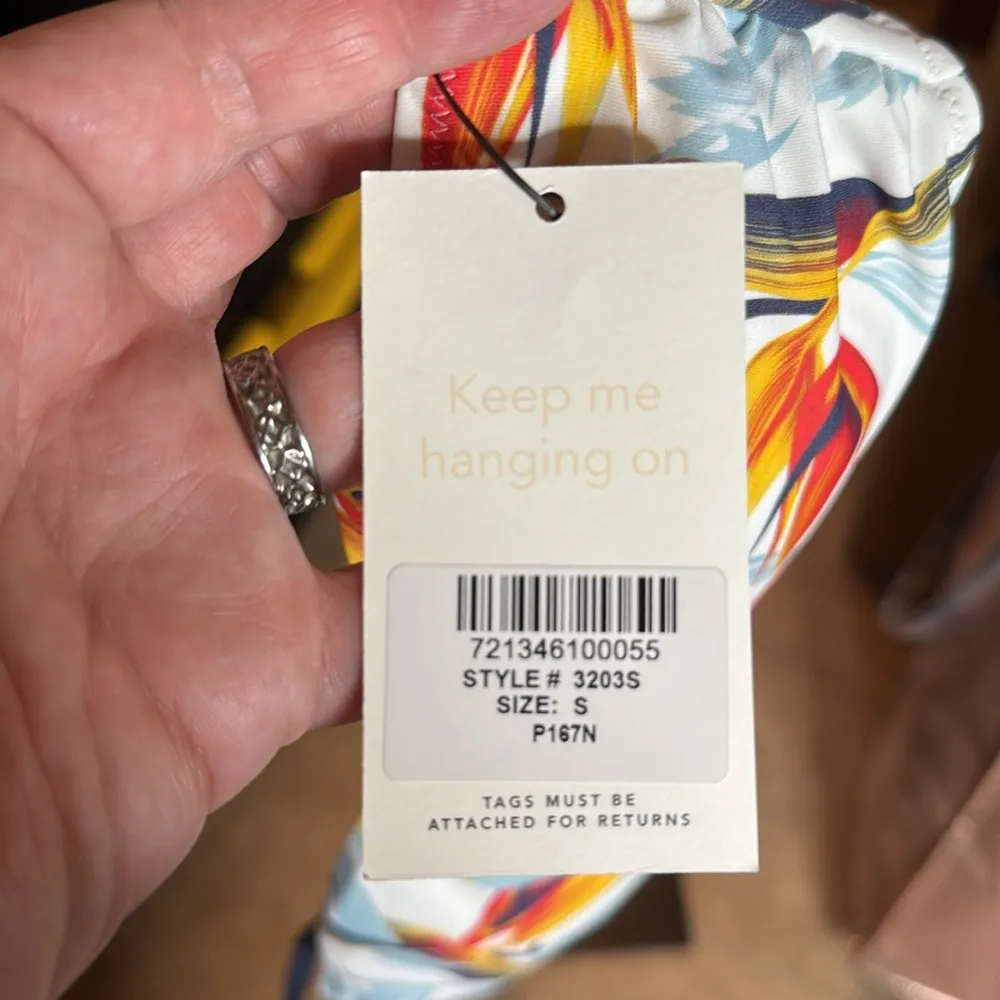 Keep me
hanging on
721346100055
STYLE # 3203S
SIZE: S
P167N
TAGS MUST BE
ATTACHED FOR RETURNS